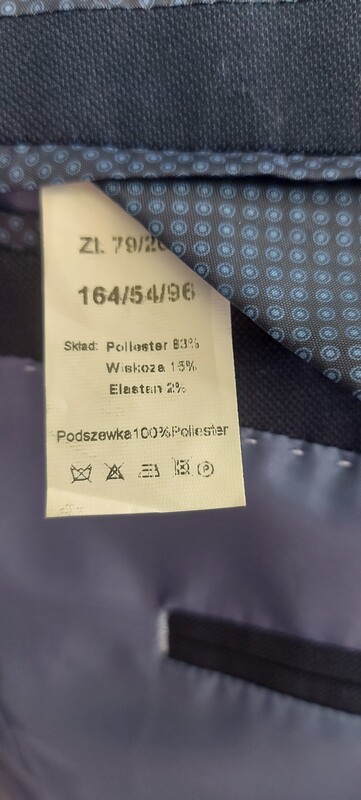 Zl. 79/20
164/54/96
Skład: Poliester 83%
Wiskoza 15%
Elastan 2%
Podszewka100%Poliester
P